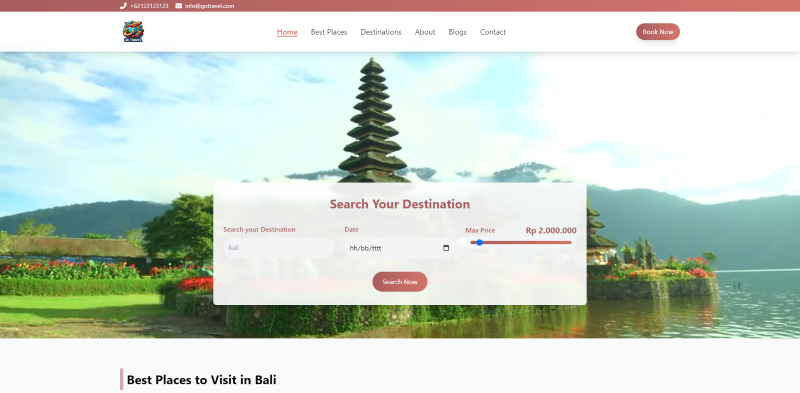 +62123123123 info@gotravel.com
Home Best Places Destinations About Blogs Contact Book Now
Search Your Destination
Search your Destination Date Max Price Rp 2.000.000
Bali hh/bb/tttt
Search Now
Best Places to Visit in Bali